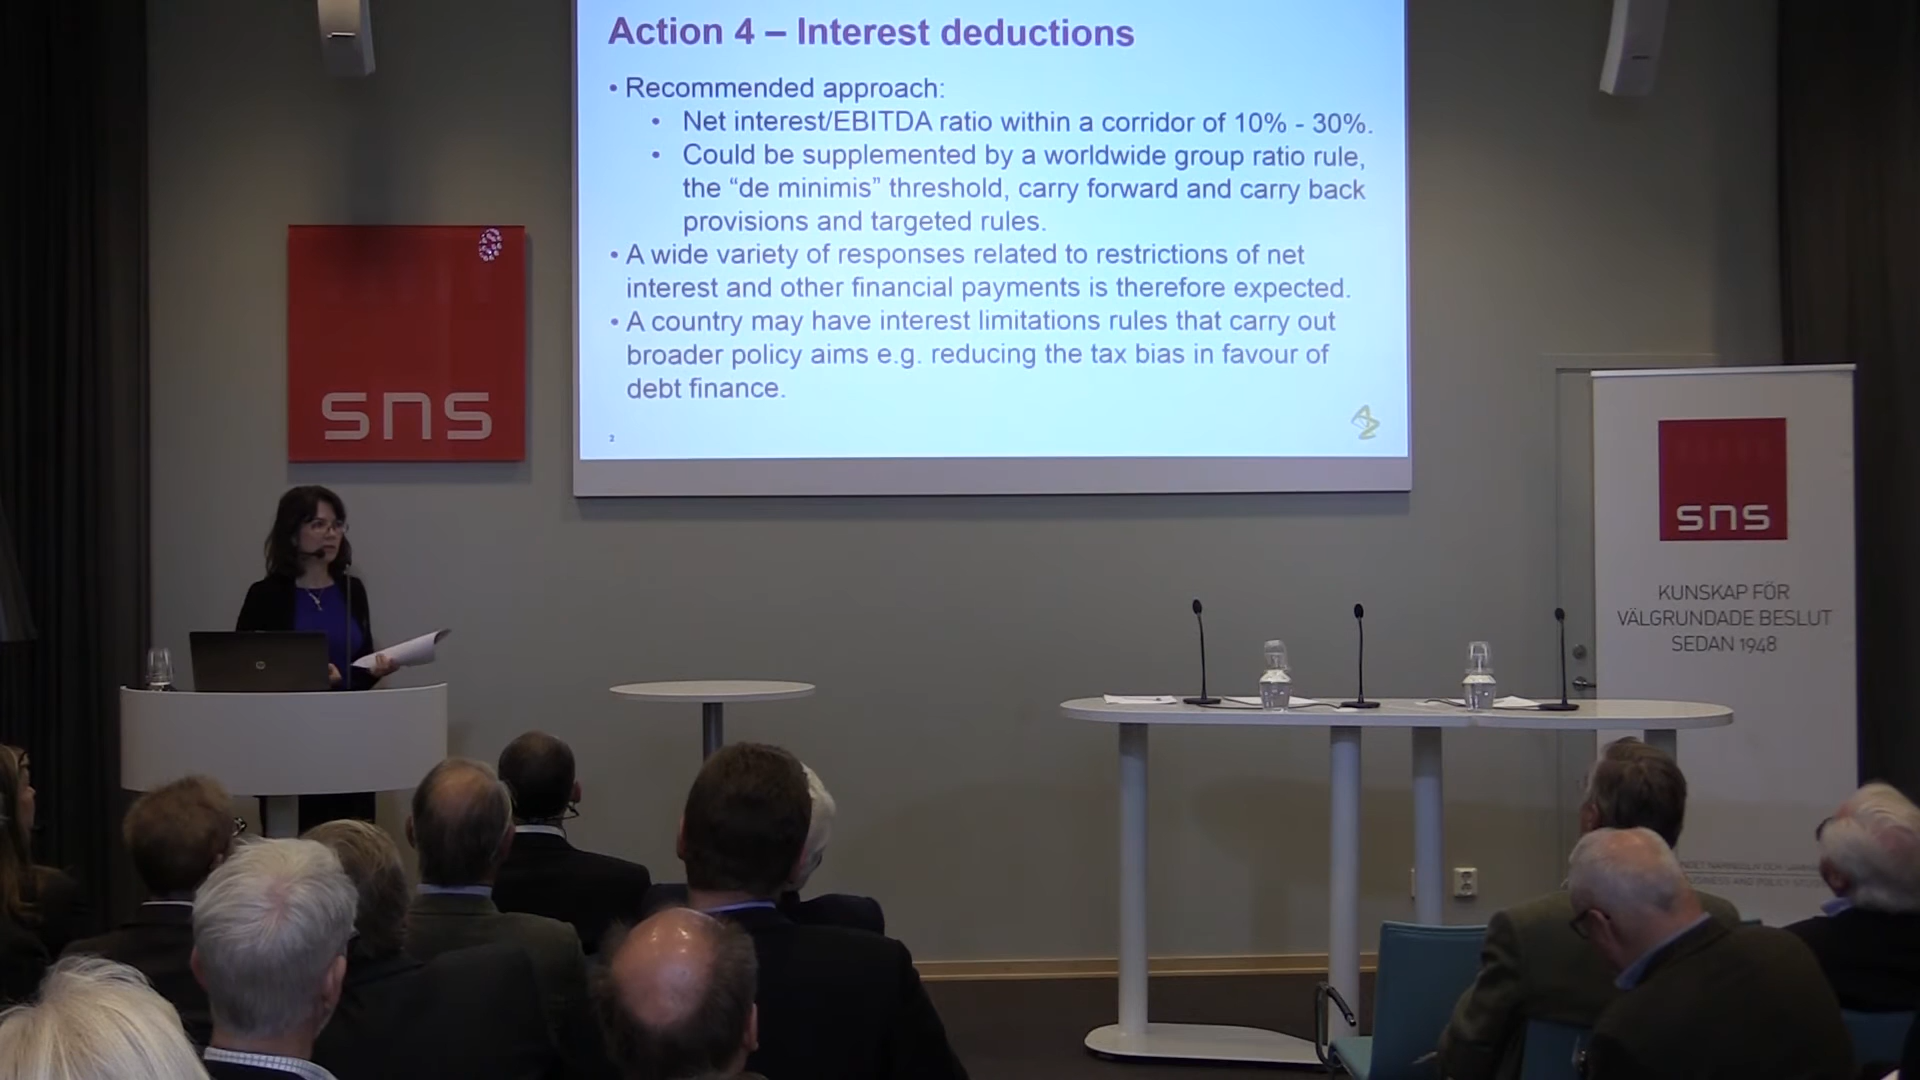 Action 4 – Interest deductions
• Recommended approach:
• Net interest/EBITDA ratio within a corridor of 10% - 30%.
• Could be supplemented by a worldwide group ratio rule,
the “de minimis” threshold, carry forward and carry back
provisions and targeted rules.
• A wide variety of responses related to restrictions of net
interest and other financial payments is therefore expected.
• A country may have interest limitations rules that carry out
broader policy aims e.g. reducing the tax bias in favour of
debt finance.
2
sns
sns
KUNSKAP FÖR
VÄLGRUNDADE BESLUT
SEDAN 1948
hp